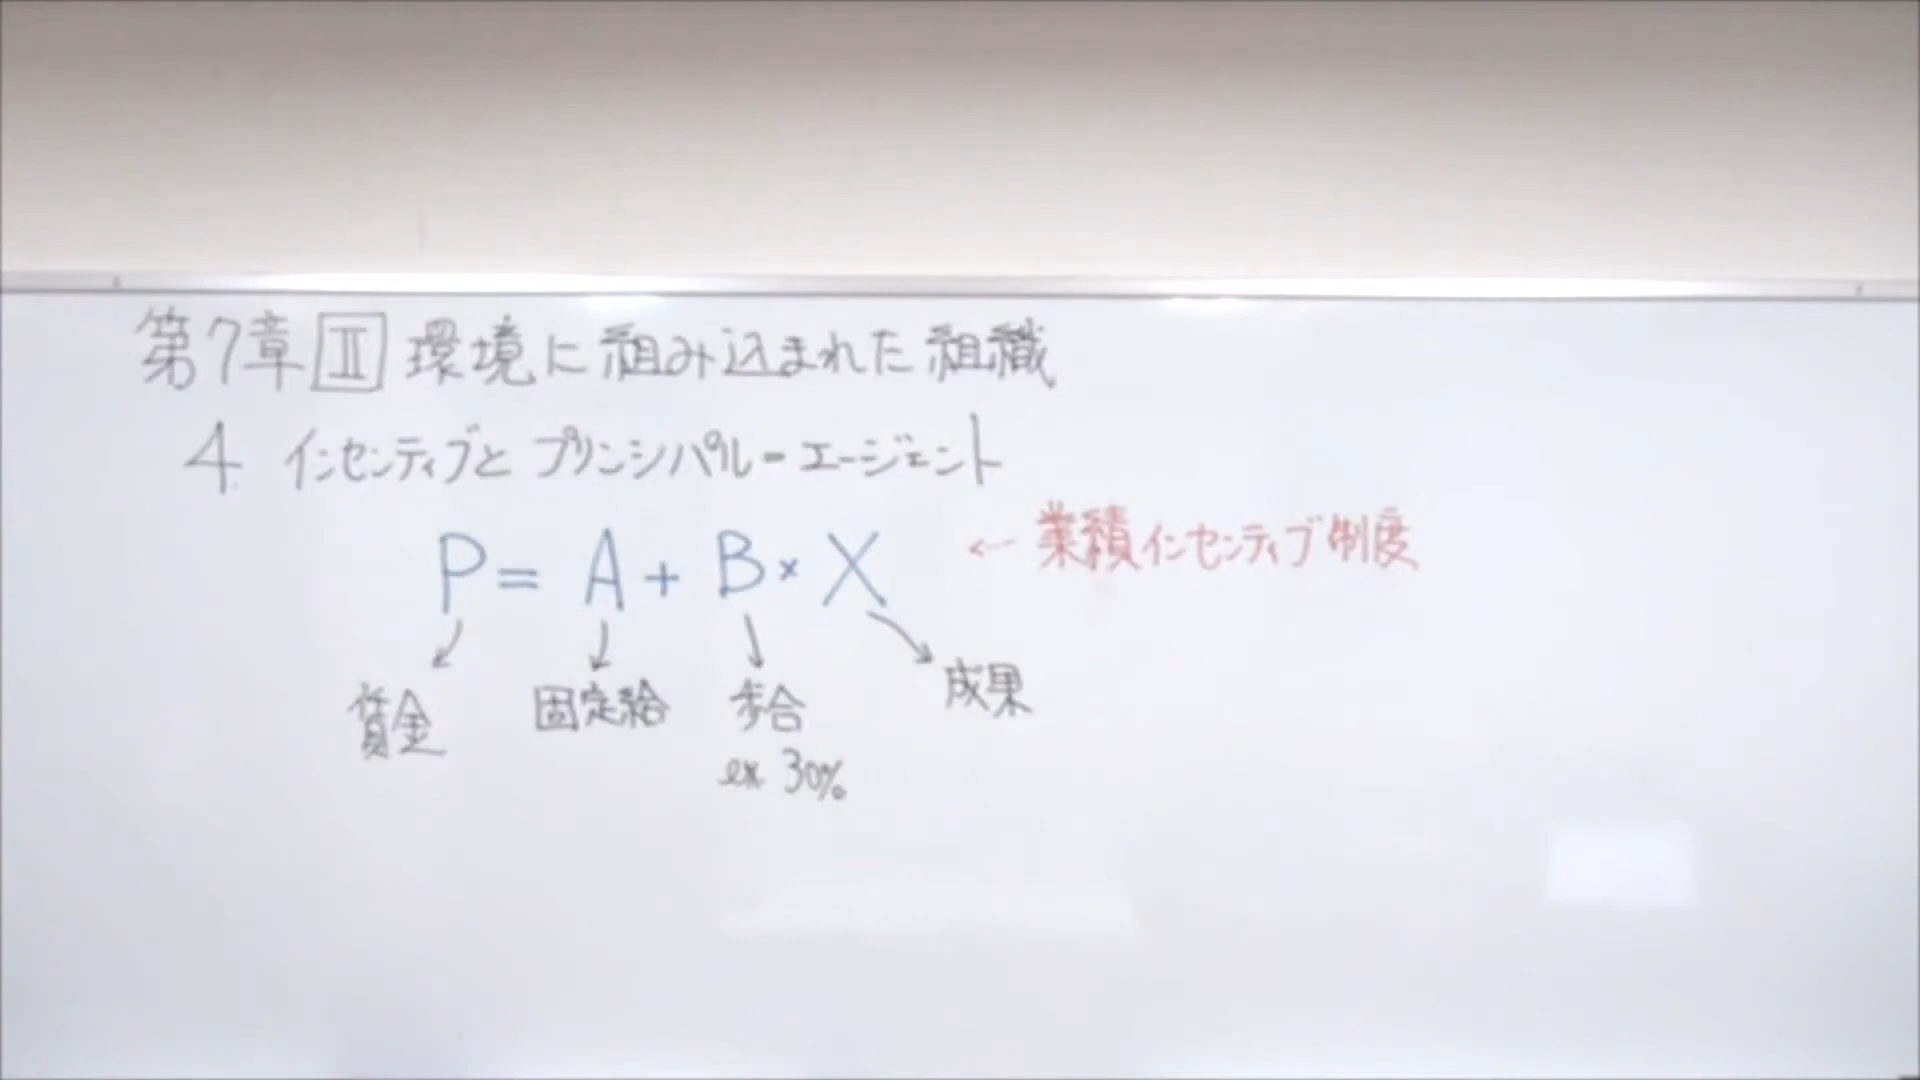 第7章 Ⅱ 環境に組み込まれた組織
4 インセンティブとプリンシパル-エージェント
P = A + B × X ← 業績インセンティブ制度
賃金 固定給 歩合 成果
ex 30%